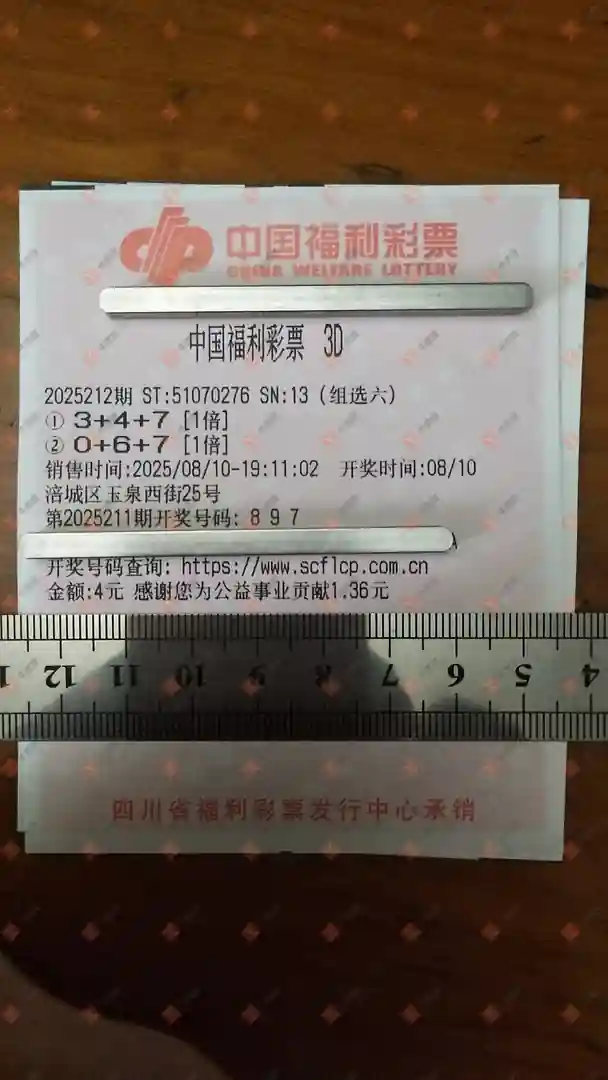 中国福利彩票
CHINA WELFARE LOTTERY
中国福利彩票 3D
2025212期 ST:51070276 SN:13 (组选六)
① 3+4+7 [1倍]
② 0+6+7 [1倍]
销售时间:2025/08/10-19:11:02 开奖时间:08/10
涪城区玉泉西街25号
第2025211期开奖号码: 8 9 7
开奖号码查询: https://www.scflcp.com.cn
金额:4元 感谢您为公益事业贡献1.36元
12 11 10 9 8 7 6 5 4
四川省福利彩票发行中心承销